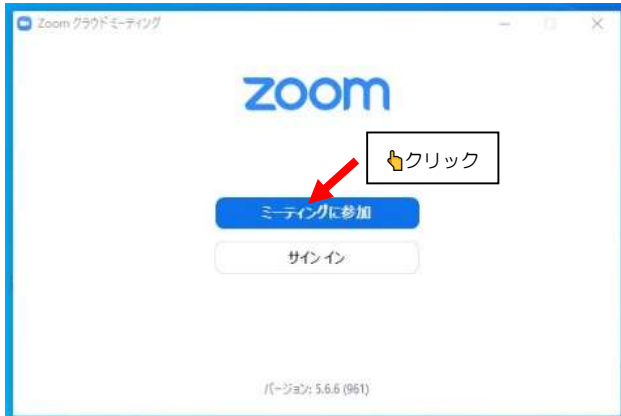 Zoom クラウド ミーティング
zoom
👆クリック
ミーティングに参加
サイン イン
バージョン: 5.6.6 (961)